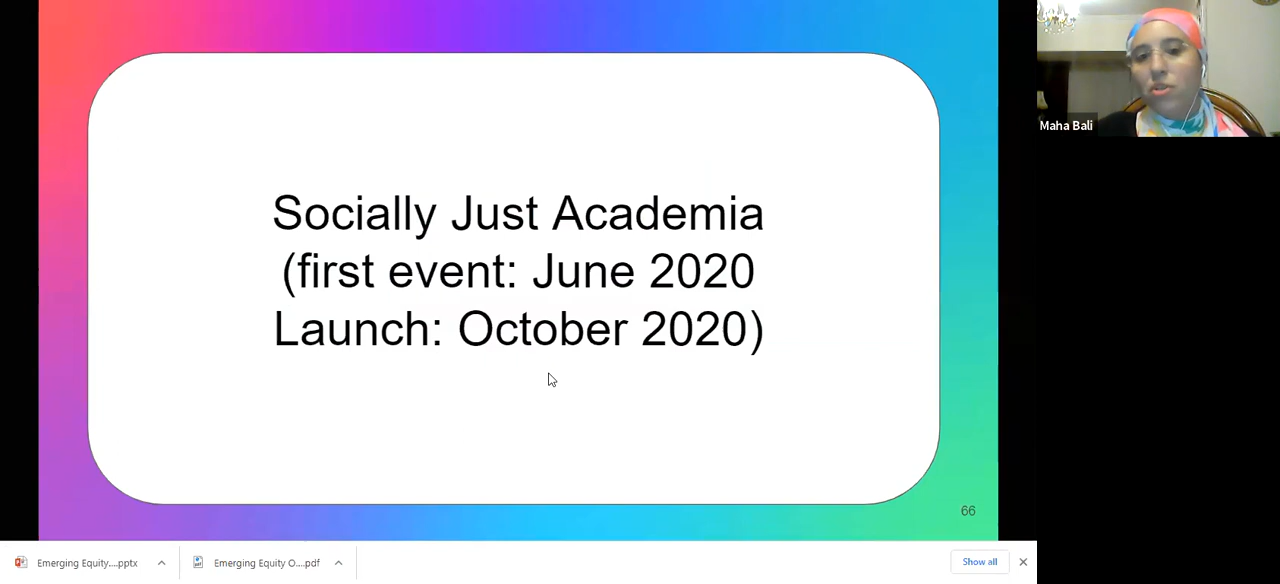 Socially Just Academia
(first event: June 2020
Launch: October 2020)
Maha Bali
66
Emerging Equity....pptx
Emerging Equity O....pdf
Show all